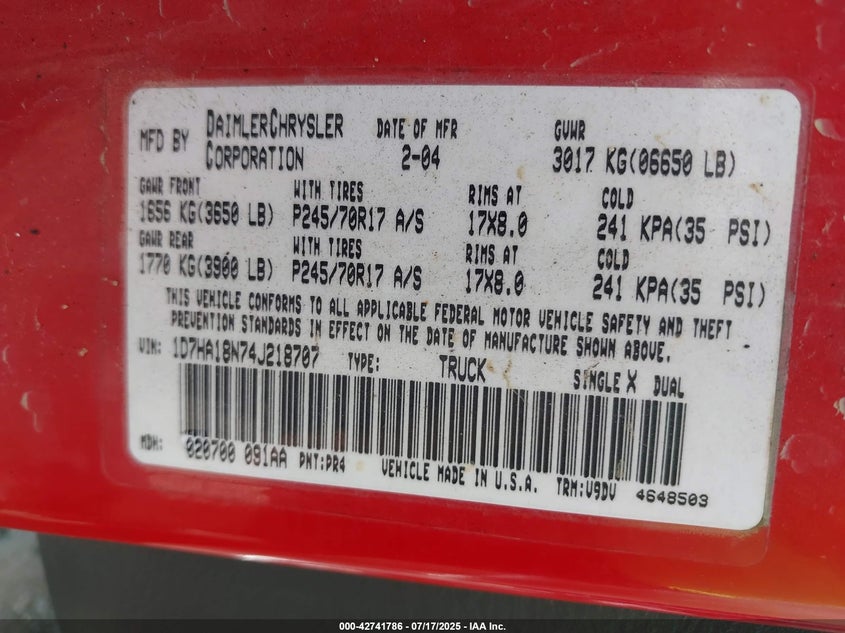 MFD BY DAIMLERCHRYSLER CORPORATION DATE OF MFR 2-04 GVWR 3017 KG(06650 LB)
GAWR FRONT WITH TIRES RIMS AT COLD
1656 KG(3650 LB) P245/70R17 A/S 17X8.0 241 KPA(35 PSI)
GAWR REAR WITH TIRES RIMS AT COLD
1770 KG(3900 LB) P245/70R17 A/S 17X8.0 241 KPA(35 PSI)
THIS VEHICLE CONFORMS TO ALL APPLICABLE FEDERAL MOTOR VEHICLE SAFETY AND THEFT
PREVENTION STANDARDS IN EFFECT ON THE DATE OF MANUFACTURE SHOWN ABOVE.
VIN: 1D7HA18N74J218707 TYPE: TRUCK SINGLE X DUAL
MDH: 020700 091AA PNT:PR4 VEHICLE MADE IN U.S.A. TRM:V9DV 4648503
000-42741786 - 07/17/2025 - IAA Inc.